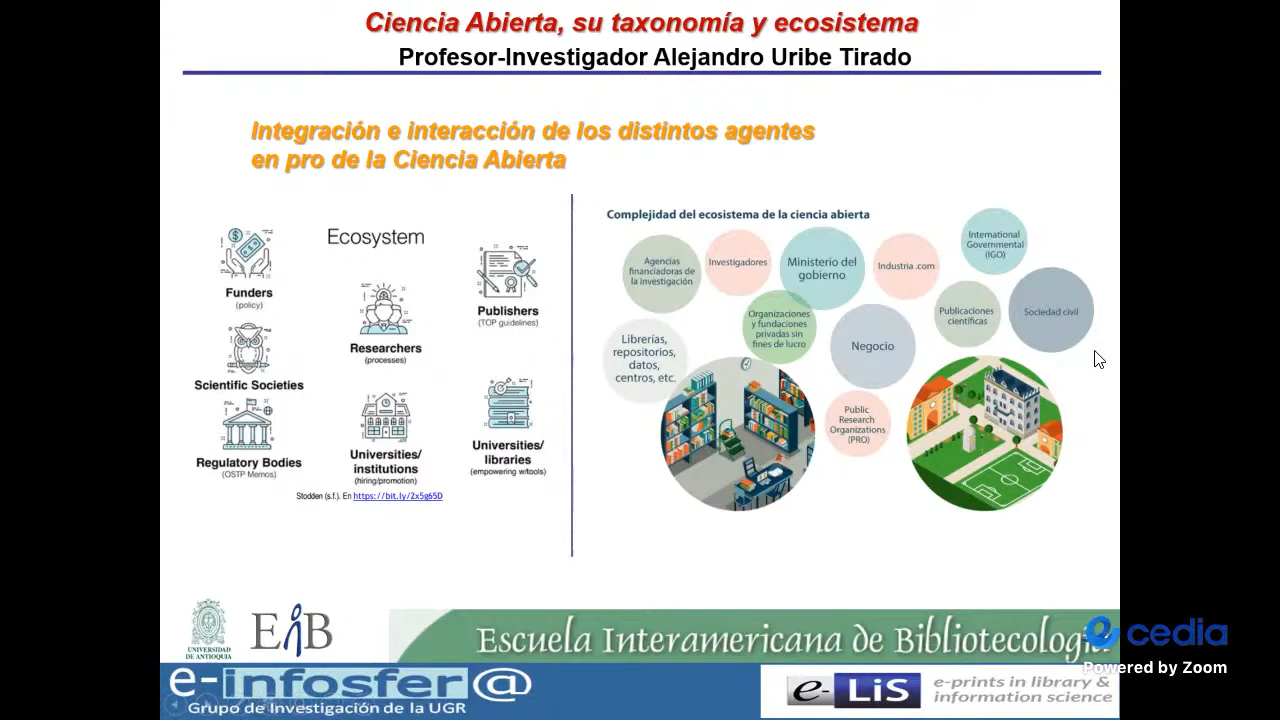 Ciencia Abierta, su taxonomía y ecosistema
Profesor-Investigador Alejandro Uribe Tirado
Integración e interacción de los distintos agentes
en pro de la Ciencia Abierta
Ecosystem
Funders
(policy)
Scientific Societies
Regulatory Bodies
(OSTP Memos)
Researchers
(processes)
Universities/
institutions
(hiring/promotion)
Publishers
(TOP guidelines)
Universities/
libraries
(empowering w/tools)
Stodden (s.f.). En https://bit.ly/2x5g65D
Complejidad del ecosistema de la ciencia abierta
Agencias
financiadoras de
la investigación
Investigadores
Ministerio del
gobierno
Industria .com
International
Governmental
(IGO)
Librerías,
repositorios,
datos,
centros, etc.
Organizaciones
y fundaciones
privadas sin
fines de lucro
Negocio
Publicaciones
científicas
Sociedad civil
Public
Research
Organizations
(PRO)
UNIVERSIDAD
DE ANTIOQUIA
EiB
Escuela Interamericana de Bibliotecología
cedia
Powered by Zoom
e-infosfer@
Grupo de Investigación de la UGR
e-LiS
e-prints in library &
information science